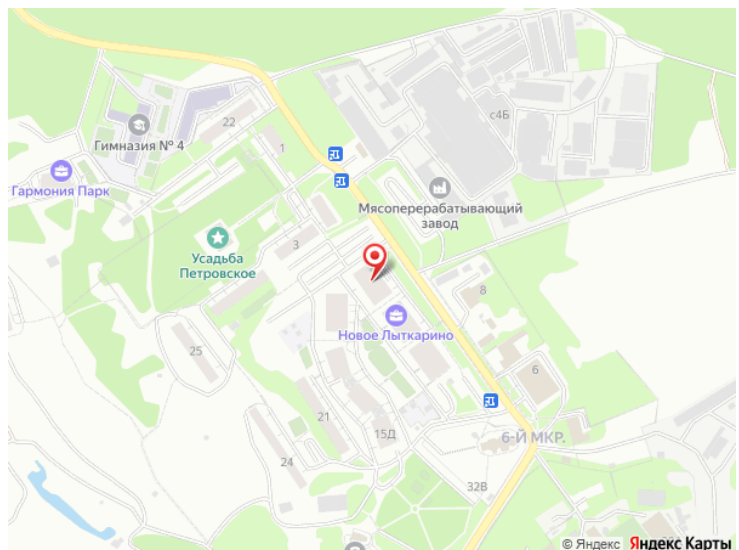 с4Б
22
Гимназия № 4
1
Гармония Парк
Мясоперерабатывающий
завод
3
Усадьба
Петровское
8
Новое Лыткарино
25
6
21
15Д
6-Й МКР.
24
32В
© Яндекс Яндекс Карты